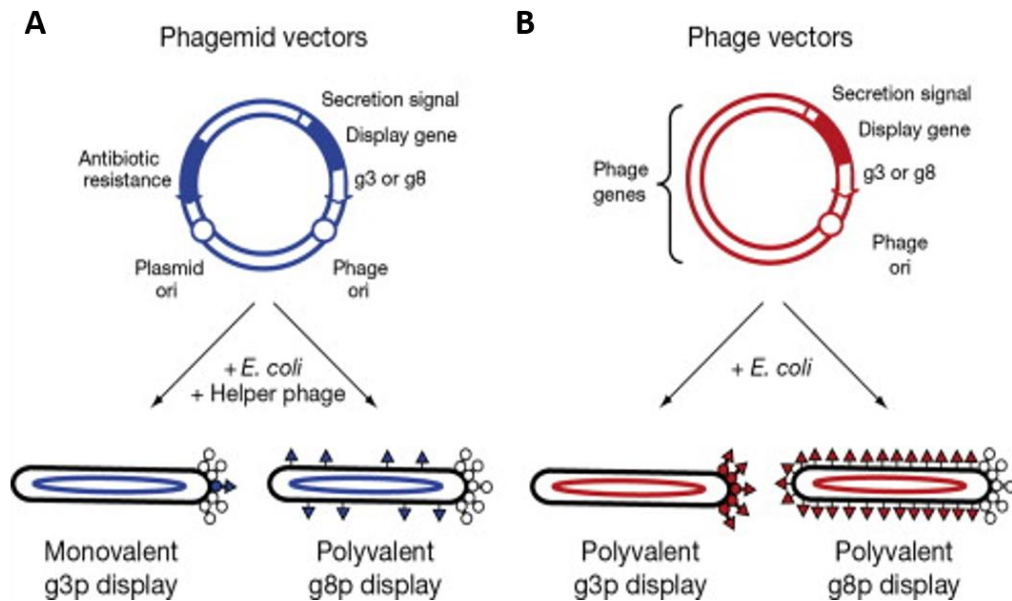 A
Phagemid vectors
Secretion signal
Display gene
Antibiotic
resistance
g3 or g8
Plasmid
ori
Phage
ori
+ E. coli
+ Helper phage
Monovalent
g3p display
Polyvalent
g8p display
B
Phage vectors
Secretion signal
Display gene
Phage
genes
g3 or g8
Phage
ori
+ E. coli
Polyvalent
g3p display
Polyvalent
g8p display